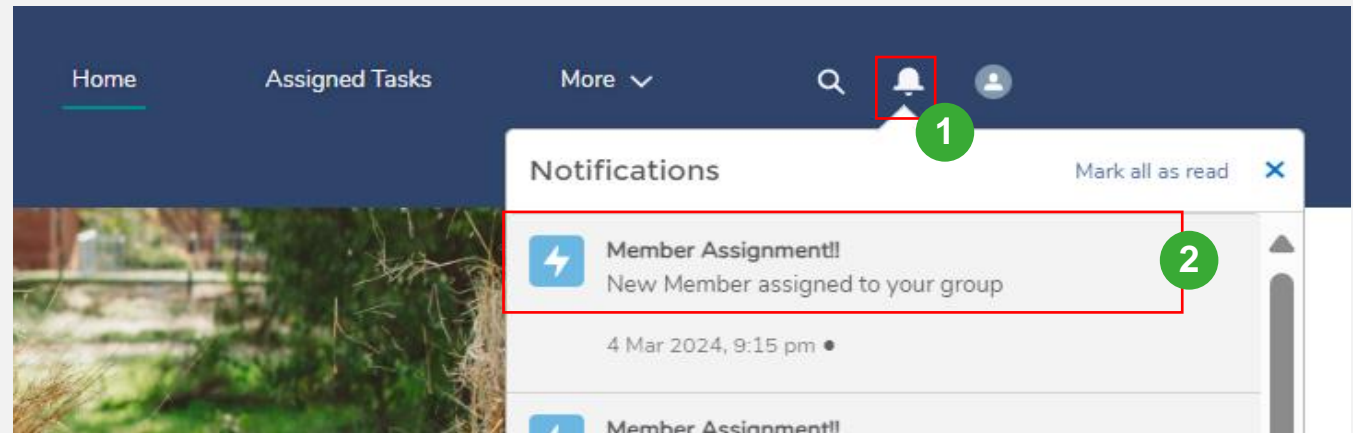 Home Assigned Tasks More
1
Notifications Mark all as read
Member Assignment!!
2
New Member assigned to your group
4 Mar 2024, 9:15 pm
Member Assignment!!